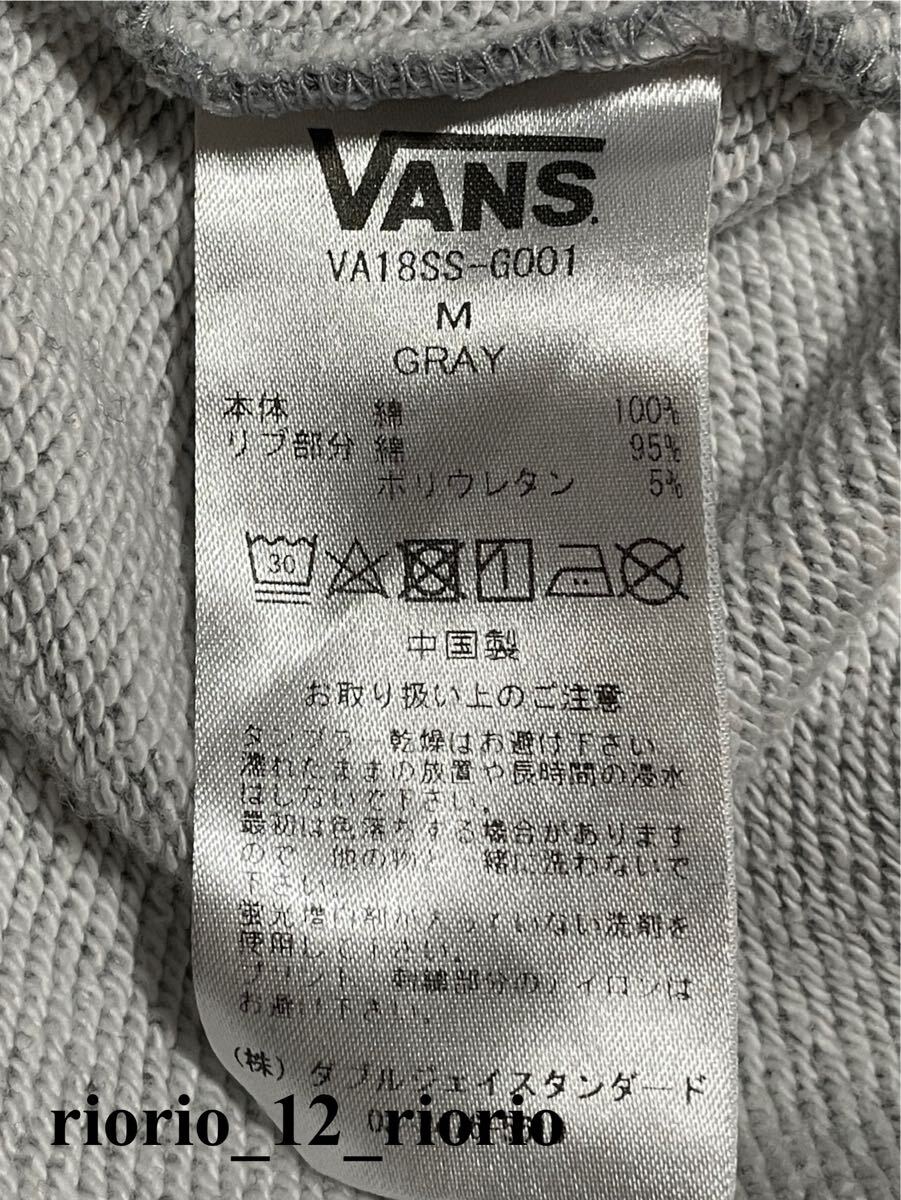 VANS.
VA18SS-G001
M
GRAY
本体 綿 100%
リブ部分 綿 95%
ポリウレタン 5%
30
中国製
お取り扱い上のご注意
タンブラー乾燥はお避け下さい
濡れたままの放置や長時間の浸水
はしないで下さい。
最初は色落ちする場合があります
ので 他の物と一緒に洗わないで
下さい。
蛍光増白剤が入っていない洗剤を
使用して下さい。
プリント 刺繍部分のアイロンは
お避け下さい。
(株) ダブルジェイスタンダード
riorio_12_riorio